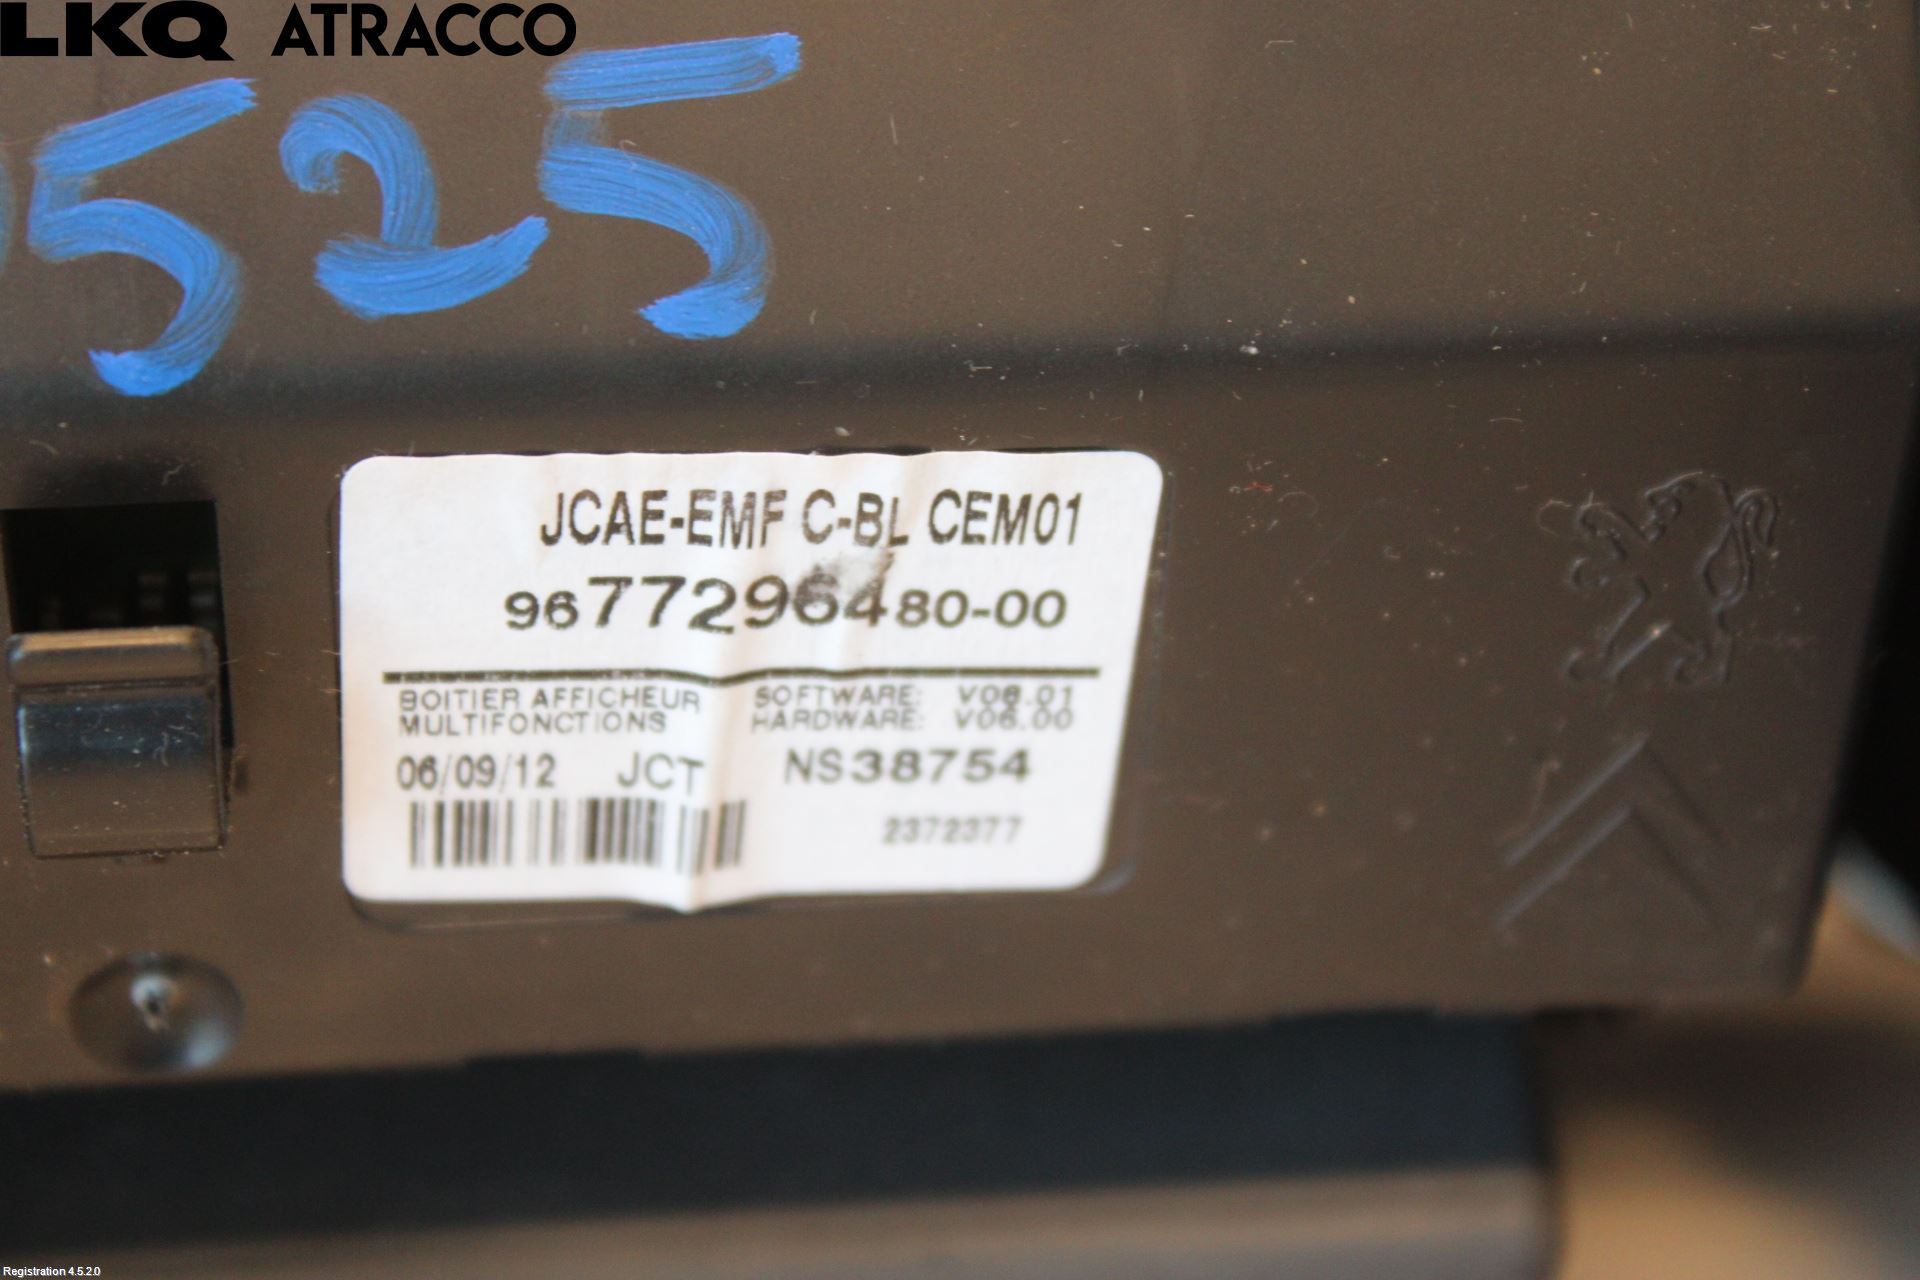 LKQ ATRACCO
525
JCAE-EMF C-BL CEM01
9677296480-00
BOITIER AFFICHEUR SOFTWARE: V06.01
MULTIFONCTIONS HARDWARE: V06.00
06/09/12 JCT NS38754
2372377
Registration 4.5.2.0